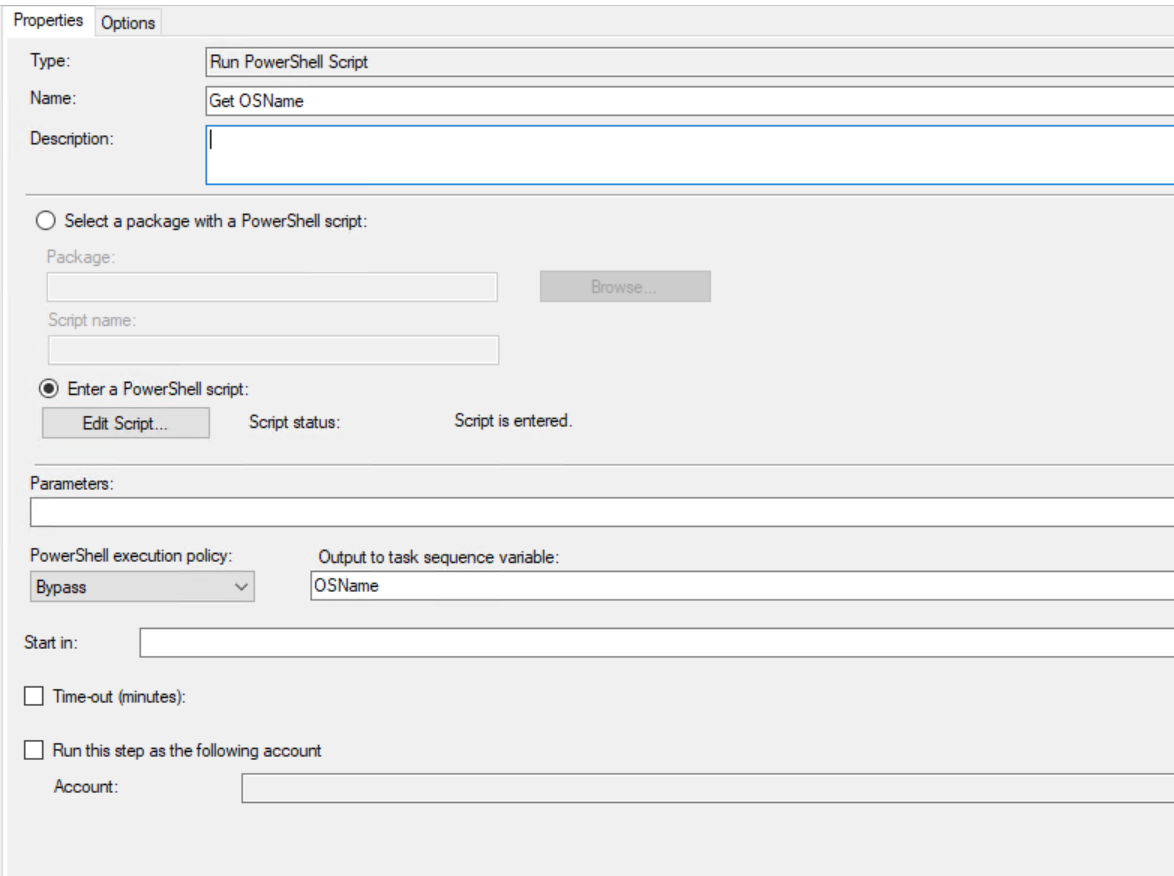 Properties Options
Type: Run PowerShell Script
Name: Get OSName
Description:
Select a package with a PowerShell script:
Package:
Browse...
Script name:
Enter a PowerShell script:
Edit Script... Script status: Script is entered.
Parameters:
PowerShell execution policy: Output to task sequence variable:
Bypass OSName
Start in:
Time-out (minutes):
Run this step as the following account
Account: